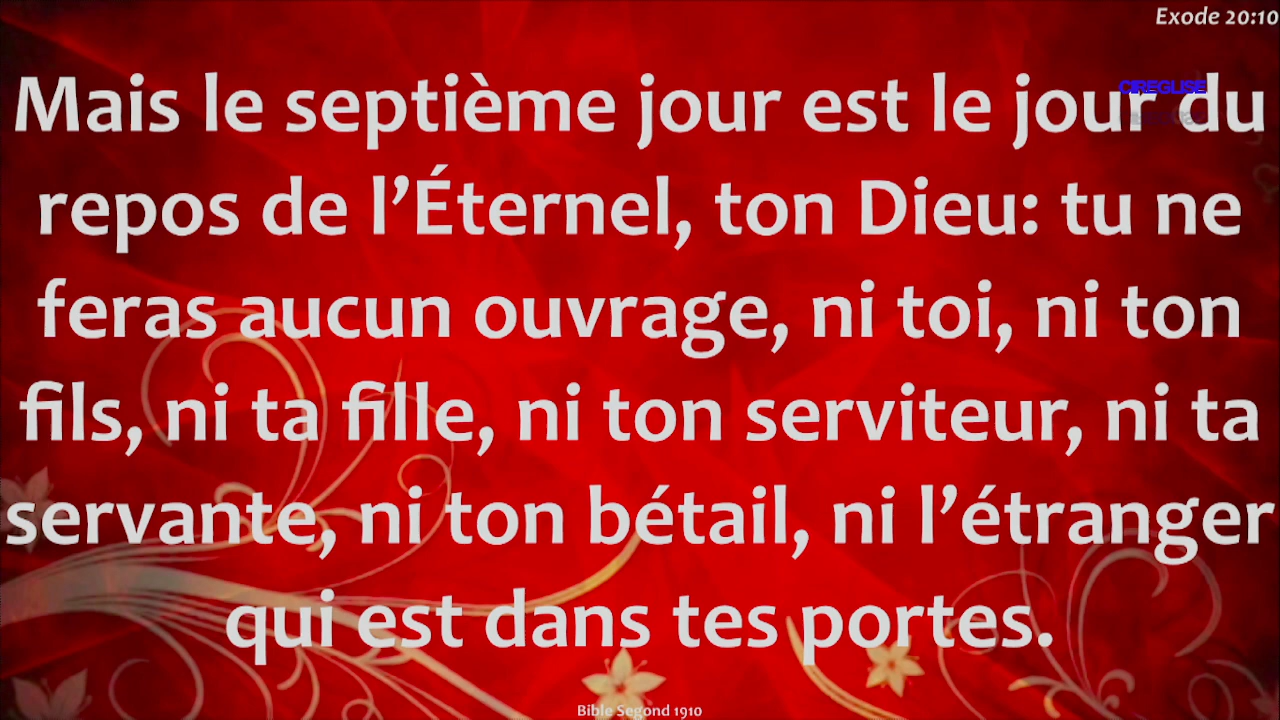 Exode 20:10
CIREGLISE
Mais le septième jour est le jour du
repos de l’Éternel, ton Dieu: tu ne
feras aucun ouvrage, ni toi, ni ton
fils, ni ta fille, ni ton serviteur, ni ta
servante, ni ton bétail, ni l’étranger
qui est dans tes portes.
Bible Segond 1910